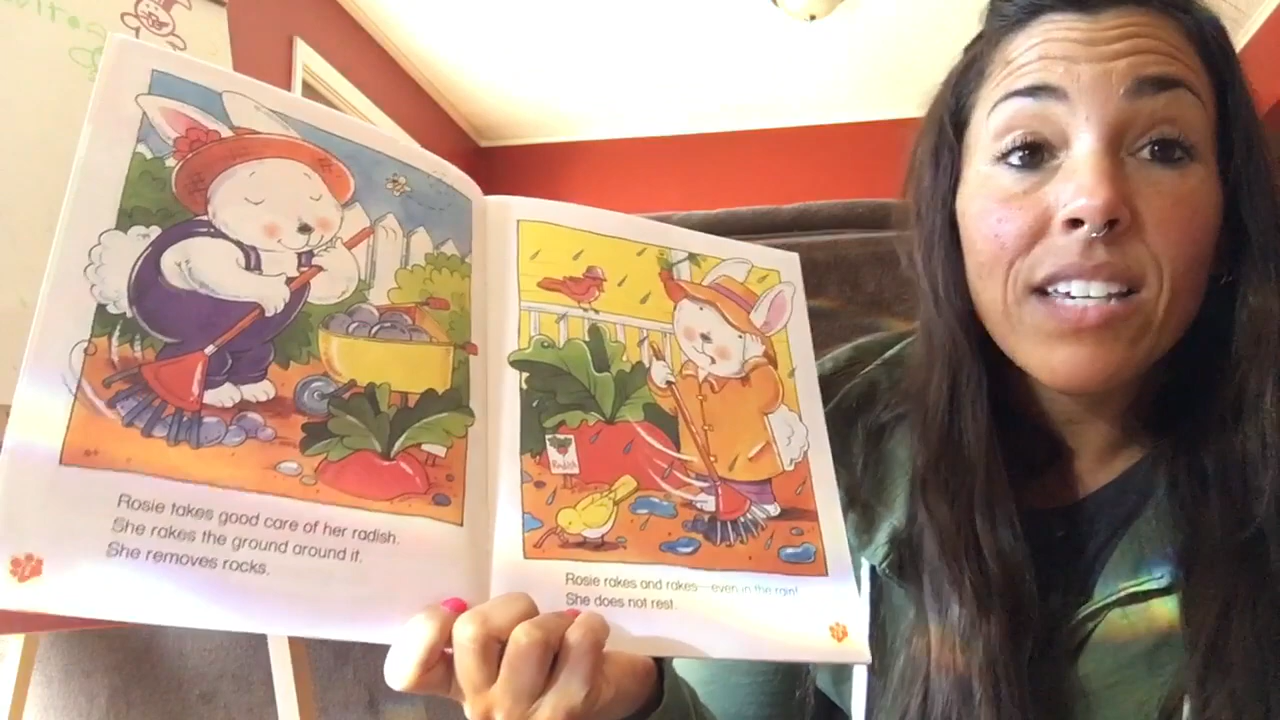 Rosie takes good care of her radish.
She rakes the ground around it.
She removes rocks.
Radish
Rosie rakes and rakes—even in the rain!
She does not rest.